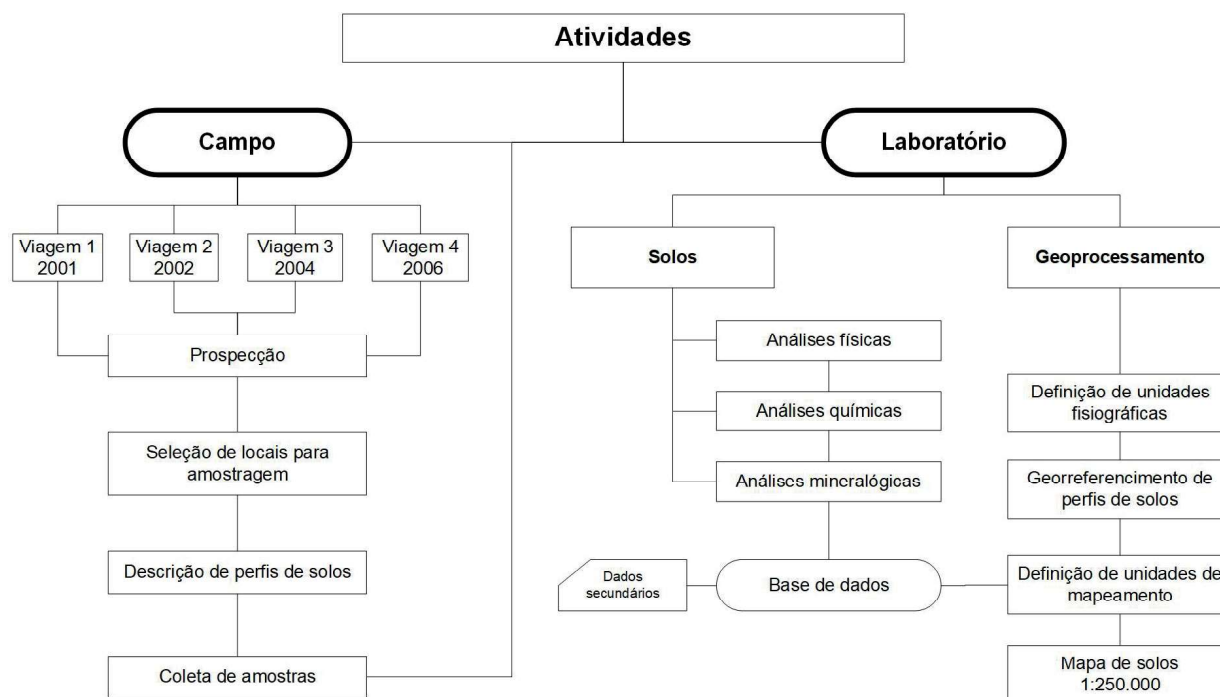 Atividades
Campo
Laboratório
Viagem 1
2001
Viagem 2
2002
Viagem 3
2004
Viagem 4
2006
Prospecção
Seleção de locais para
amostragem
Descrição de perfis de solos
Coleta de amostras
Solos
Análises físicas
Análises químicas
Análises mineralógicas
Dados
secundários
Base de dados
Geoprocessamento
Definição de unidades
fisiográficas
Georreferencimento de
perfis de solos
Definição de unidades de
mapeamento
Mapa de solos
1:250.000